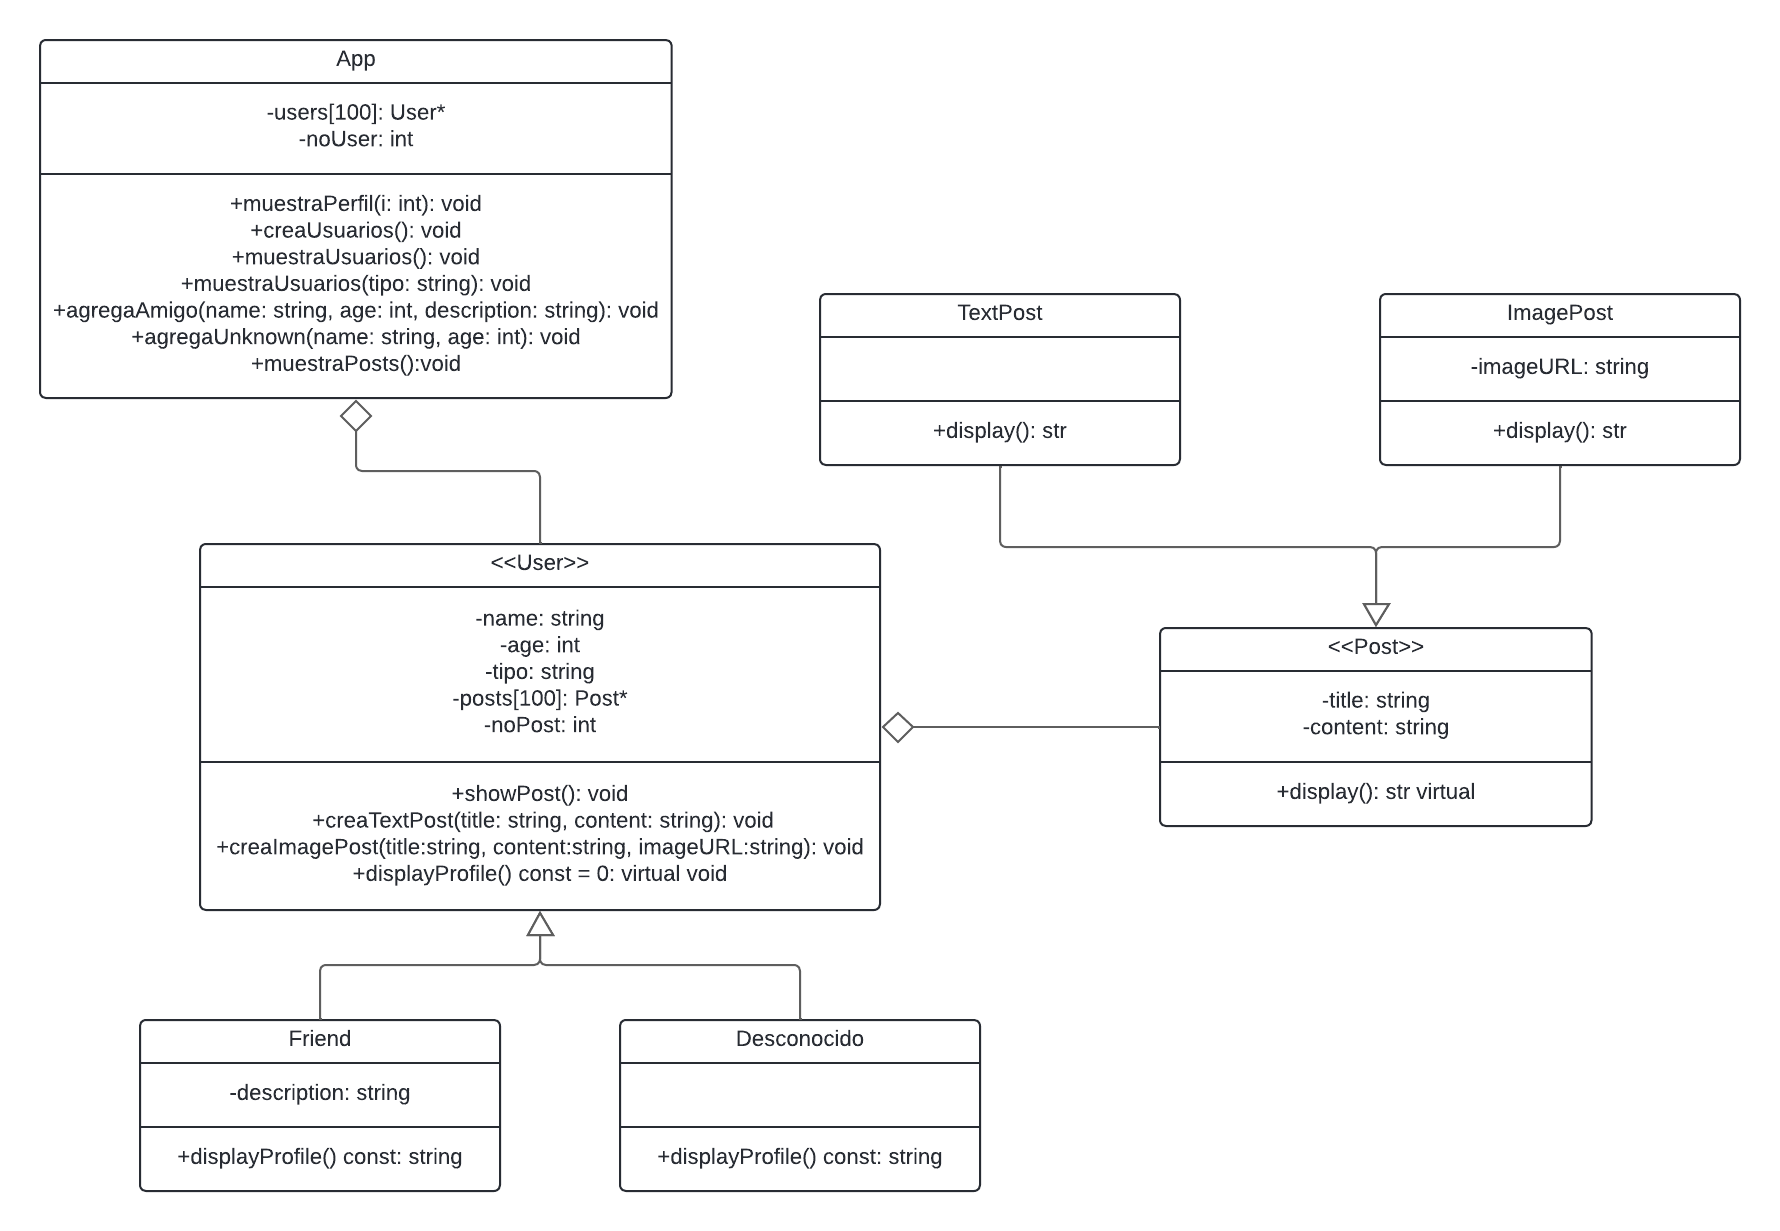 App
-users[100]: User*
-noUser: int
+muestraPerfil(i: int): void
+creaUsuarios(): void
+muestraUsuarios(): void
+muestraUsuarios(tipo: string): void
+agregaAmigo(name: string, age: int, description: string): void
+agregaUnknown(name: string, age: int): void
+muestraPosts():void
TextPost
+display(): str
ImagePost
-imageURL: string
+display(): str
<<User>>
-name: string
-age: int
-tipo: string
-posts[100]: Post*
-noPost: int
+showPost(): void
+creaTextPost(title: string, content: string): void
+creaImagePost(title:string, content:string, imageURL:string): void
+displayProfile() const = 0: virtual void
<<Post>>
-title: string
-content: string
+display(): str virtual
Friend
-description: string
+displayProfile() const: string
Desconocido
+displayProfile() const: string